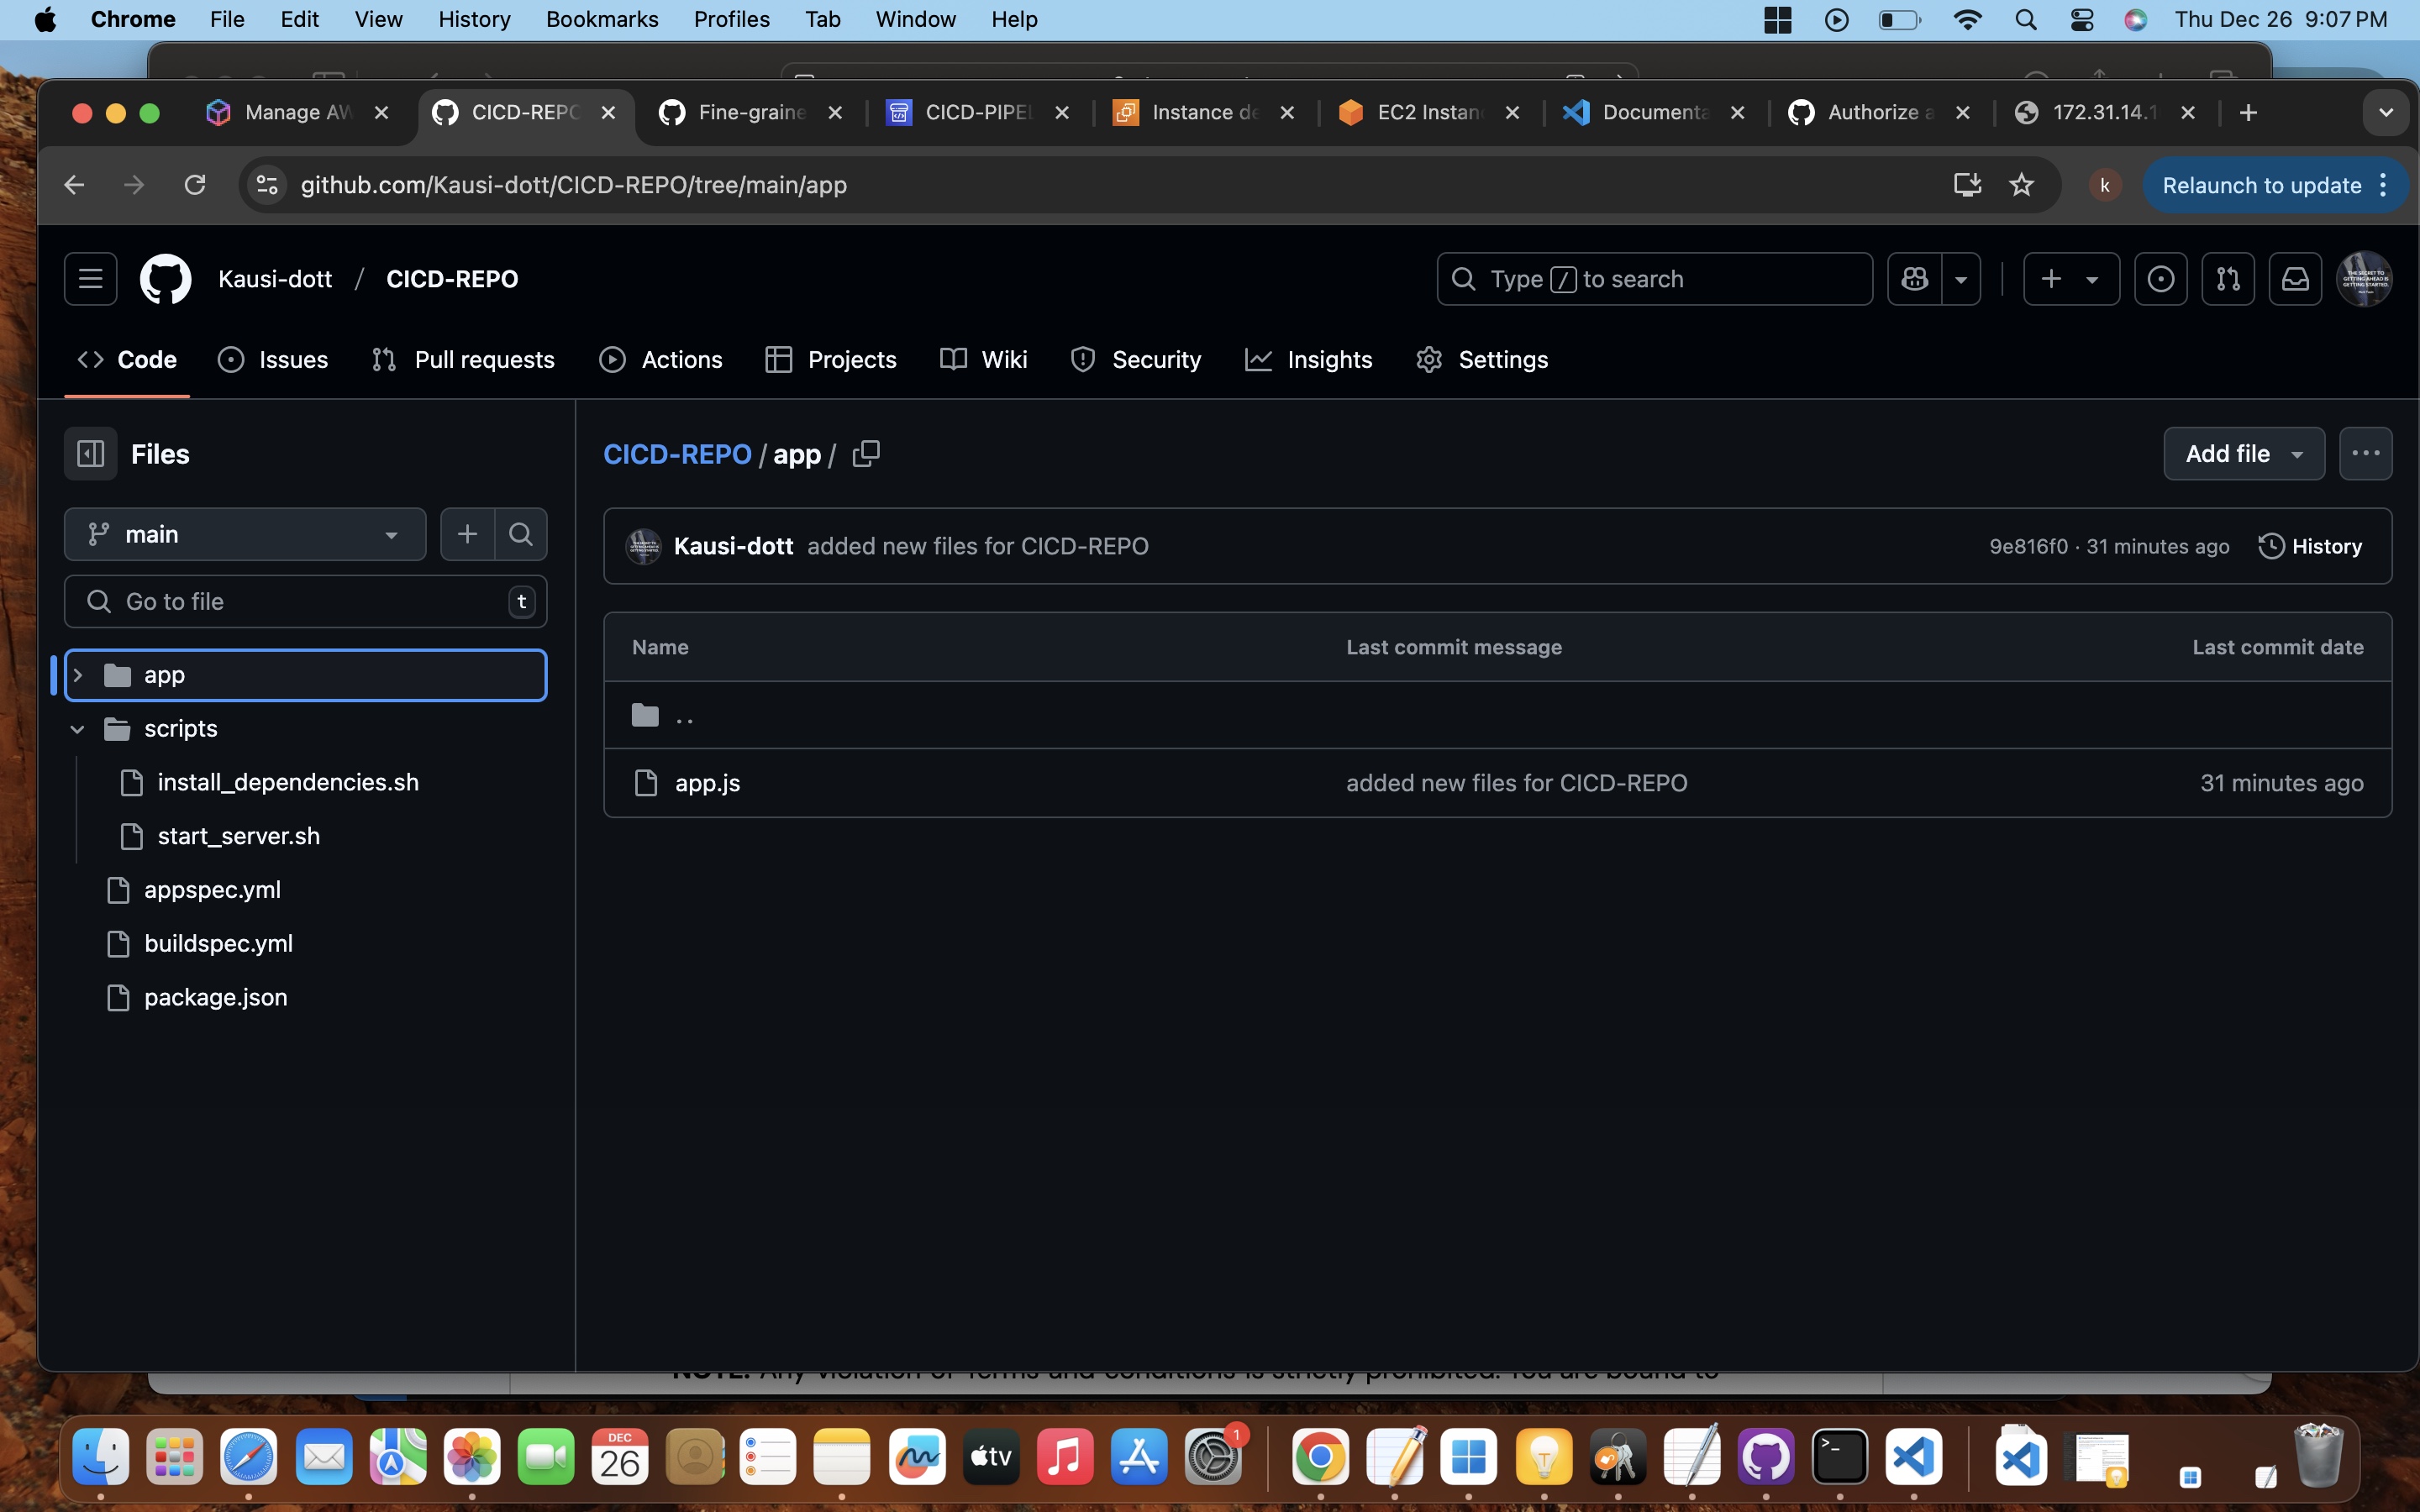 Chrome File Edit View History Bookmarks Profiles Tab Window Help Thu Dec 26 9:07 PM
Manage AW CICD-REPO Fine-graine CICD-PIPEL Instance de EC2 Instan Documenta Authorize a 172.31.14.1
github.com/Kausi-dott/CICD-REPO/tree/main/app k Relaunch to update
Kausi-dott / CICD-REPO Type / to search
Code Issues Pull requests Actions Projects Wiki Security Insights Settings
Files
CICD-REPO / app / Add file
main
Kausi-dott added new files for CICD-REPO 9e816f0 · 31 minutes ago History
Go to file t
Name Last commit message Last commit date
app
..
scripts
install_dependencies.sh
app.js added new files for CICD-REPO 31 minutes ago
start_server.sh
appspec.yml
buildspec.yml
package.json
NOTE: Any violation of Terms and conditions is strictly prohibited. You are bound to
DEC
26
tv
1